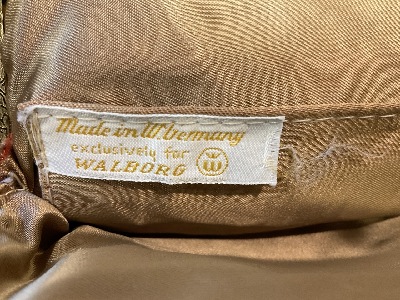 Made in W. Germany
exclusively for
WALBORG W